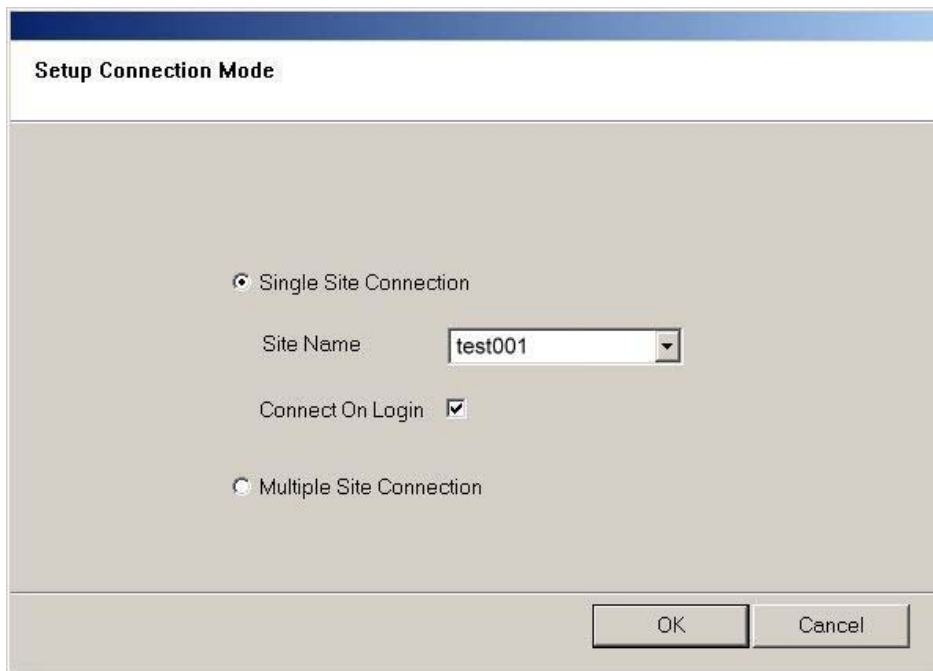 Setup Connection Mode
Single Site Connection
Site Name test001
Connect On Login
Multiple Site Connection
OK Cancel